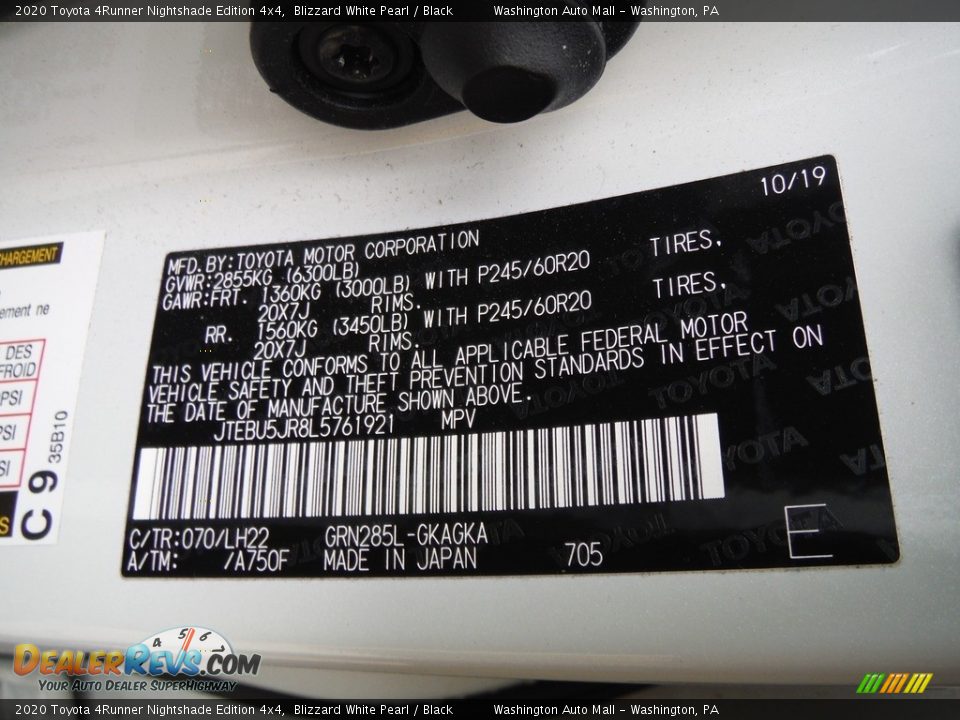 2020 Toyota 4Runner Nightshade Edition 4x4, Blizzard White Pearl / Black Washington Auto Mall - Washington, PA
10/19
MFD. BY: TOYOTA MOTOR CORPORATION
GVWR: 2855KG (6300LB)
GAWR: FRT. 1360KG (3000LB) WITH P245/60R20 TIRES,
20X7J RIMS.
RR. 1560KG (3450LB) WITH P245/60R20 TIRES,
20X7J RIMS.
THIS VEHICLE CONFORMS TO ALL APPLICABLE FEDERAL MOTOR
VEHICLE SAFETY AND THEFT PREVENTION STANDARDS IN EFFECT ON
THE DATE OF MANUFACTURE SHOWN ABOVE.
JTEBU5JR8L5761921 MPV
C/TR: 070/LH22 GRN285L-GKAGKA
A/TM: /A750F MADE IN JAPAN 705
E
CHARGEMENT
ement ne
DES
FROID
PSI
PSI
SI
S
C9 35B10
4 5 6
DEALERREVS.COM
YOUR AUTO DEALER SUPERHIGHWAY
2020 Toyota 4Runner Nightshade Edition 4x4, Blizzard White Pearl / Black Washington Auto Mall - Washington, PA